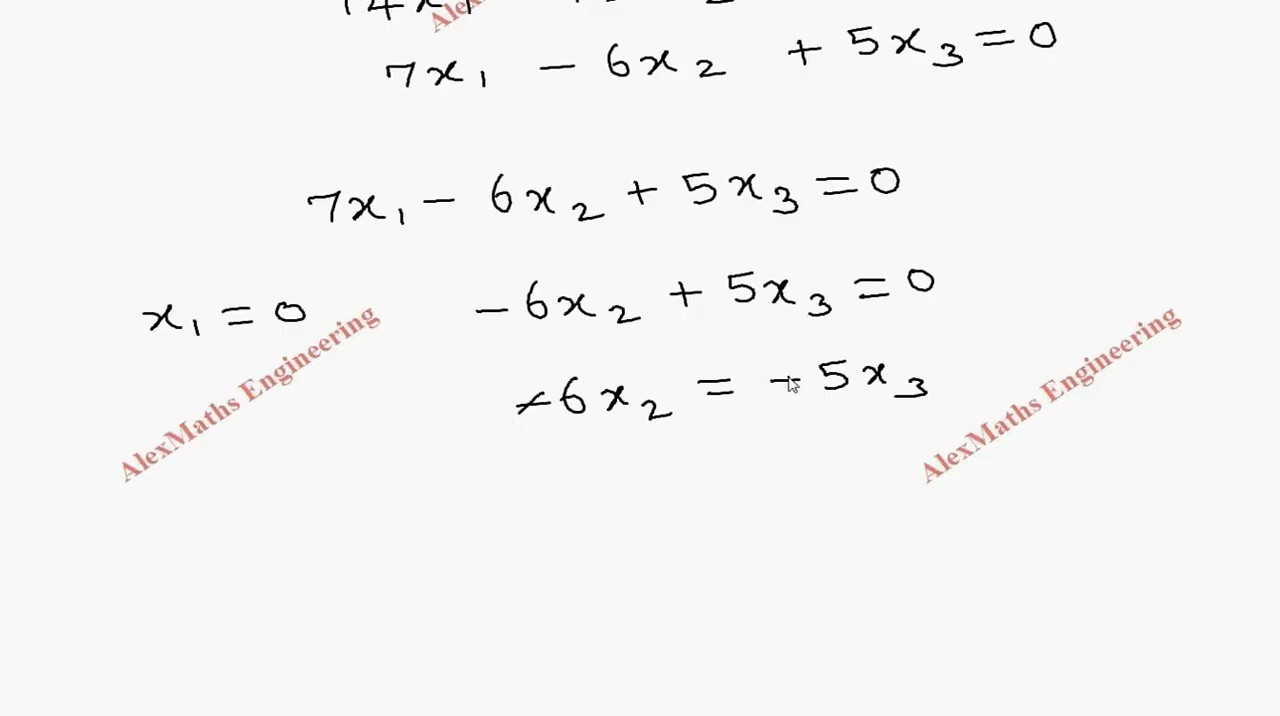 7x₁ - 6x₂ + 5x₃ = 0
7x₁ - 6x₂ + 5x₃ = 0
x₁ = 0 -6x₂ + 5x₃ = 0
-6x₂ = -5x₃
AlexMaths Engineering
AlexMaths Engineering